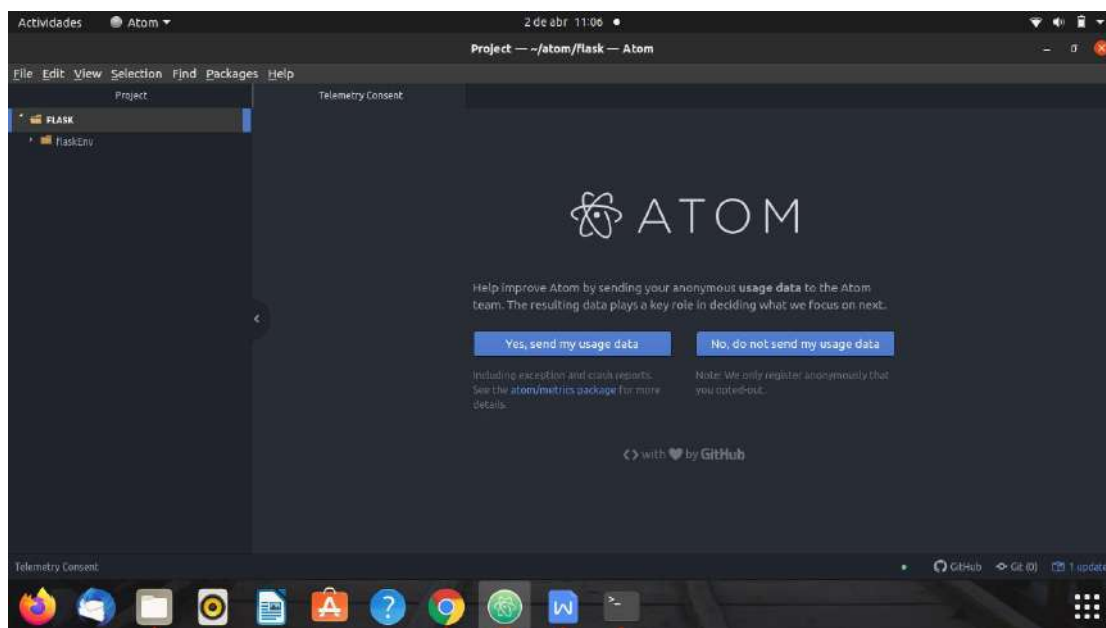 Actividades Atom 2 de abr 11:06
Project — ~/atom/flask — Atom
File Edit View Selection Find Packages Help
Project Telemetry Consent
FLASK
flaskEnv
ATOM
Help improve Atom by sending your anonymous usage data to the Atom
team. The resulting data plays a key role in deciding what we focus on next.
Yes, send my usage data No, do not send my usage data
Including exception and crash reports.
See the atom/metrics package for more
details.
Note: We only register anonymously that
you opted-out.
<> with by GitHub
Telemetry Consent GitHub Git (0) 1 update